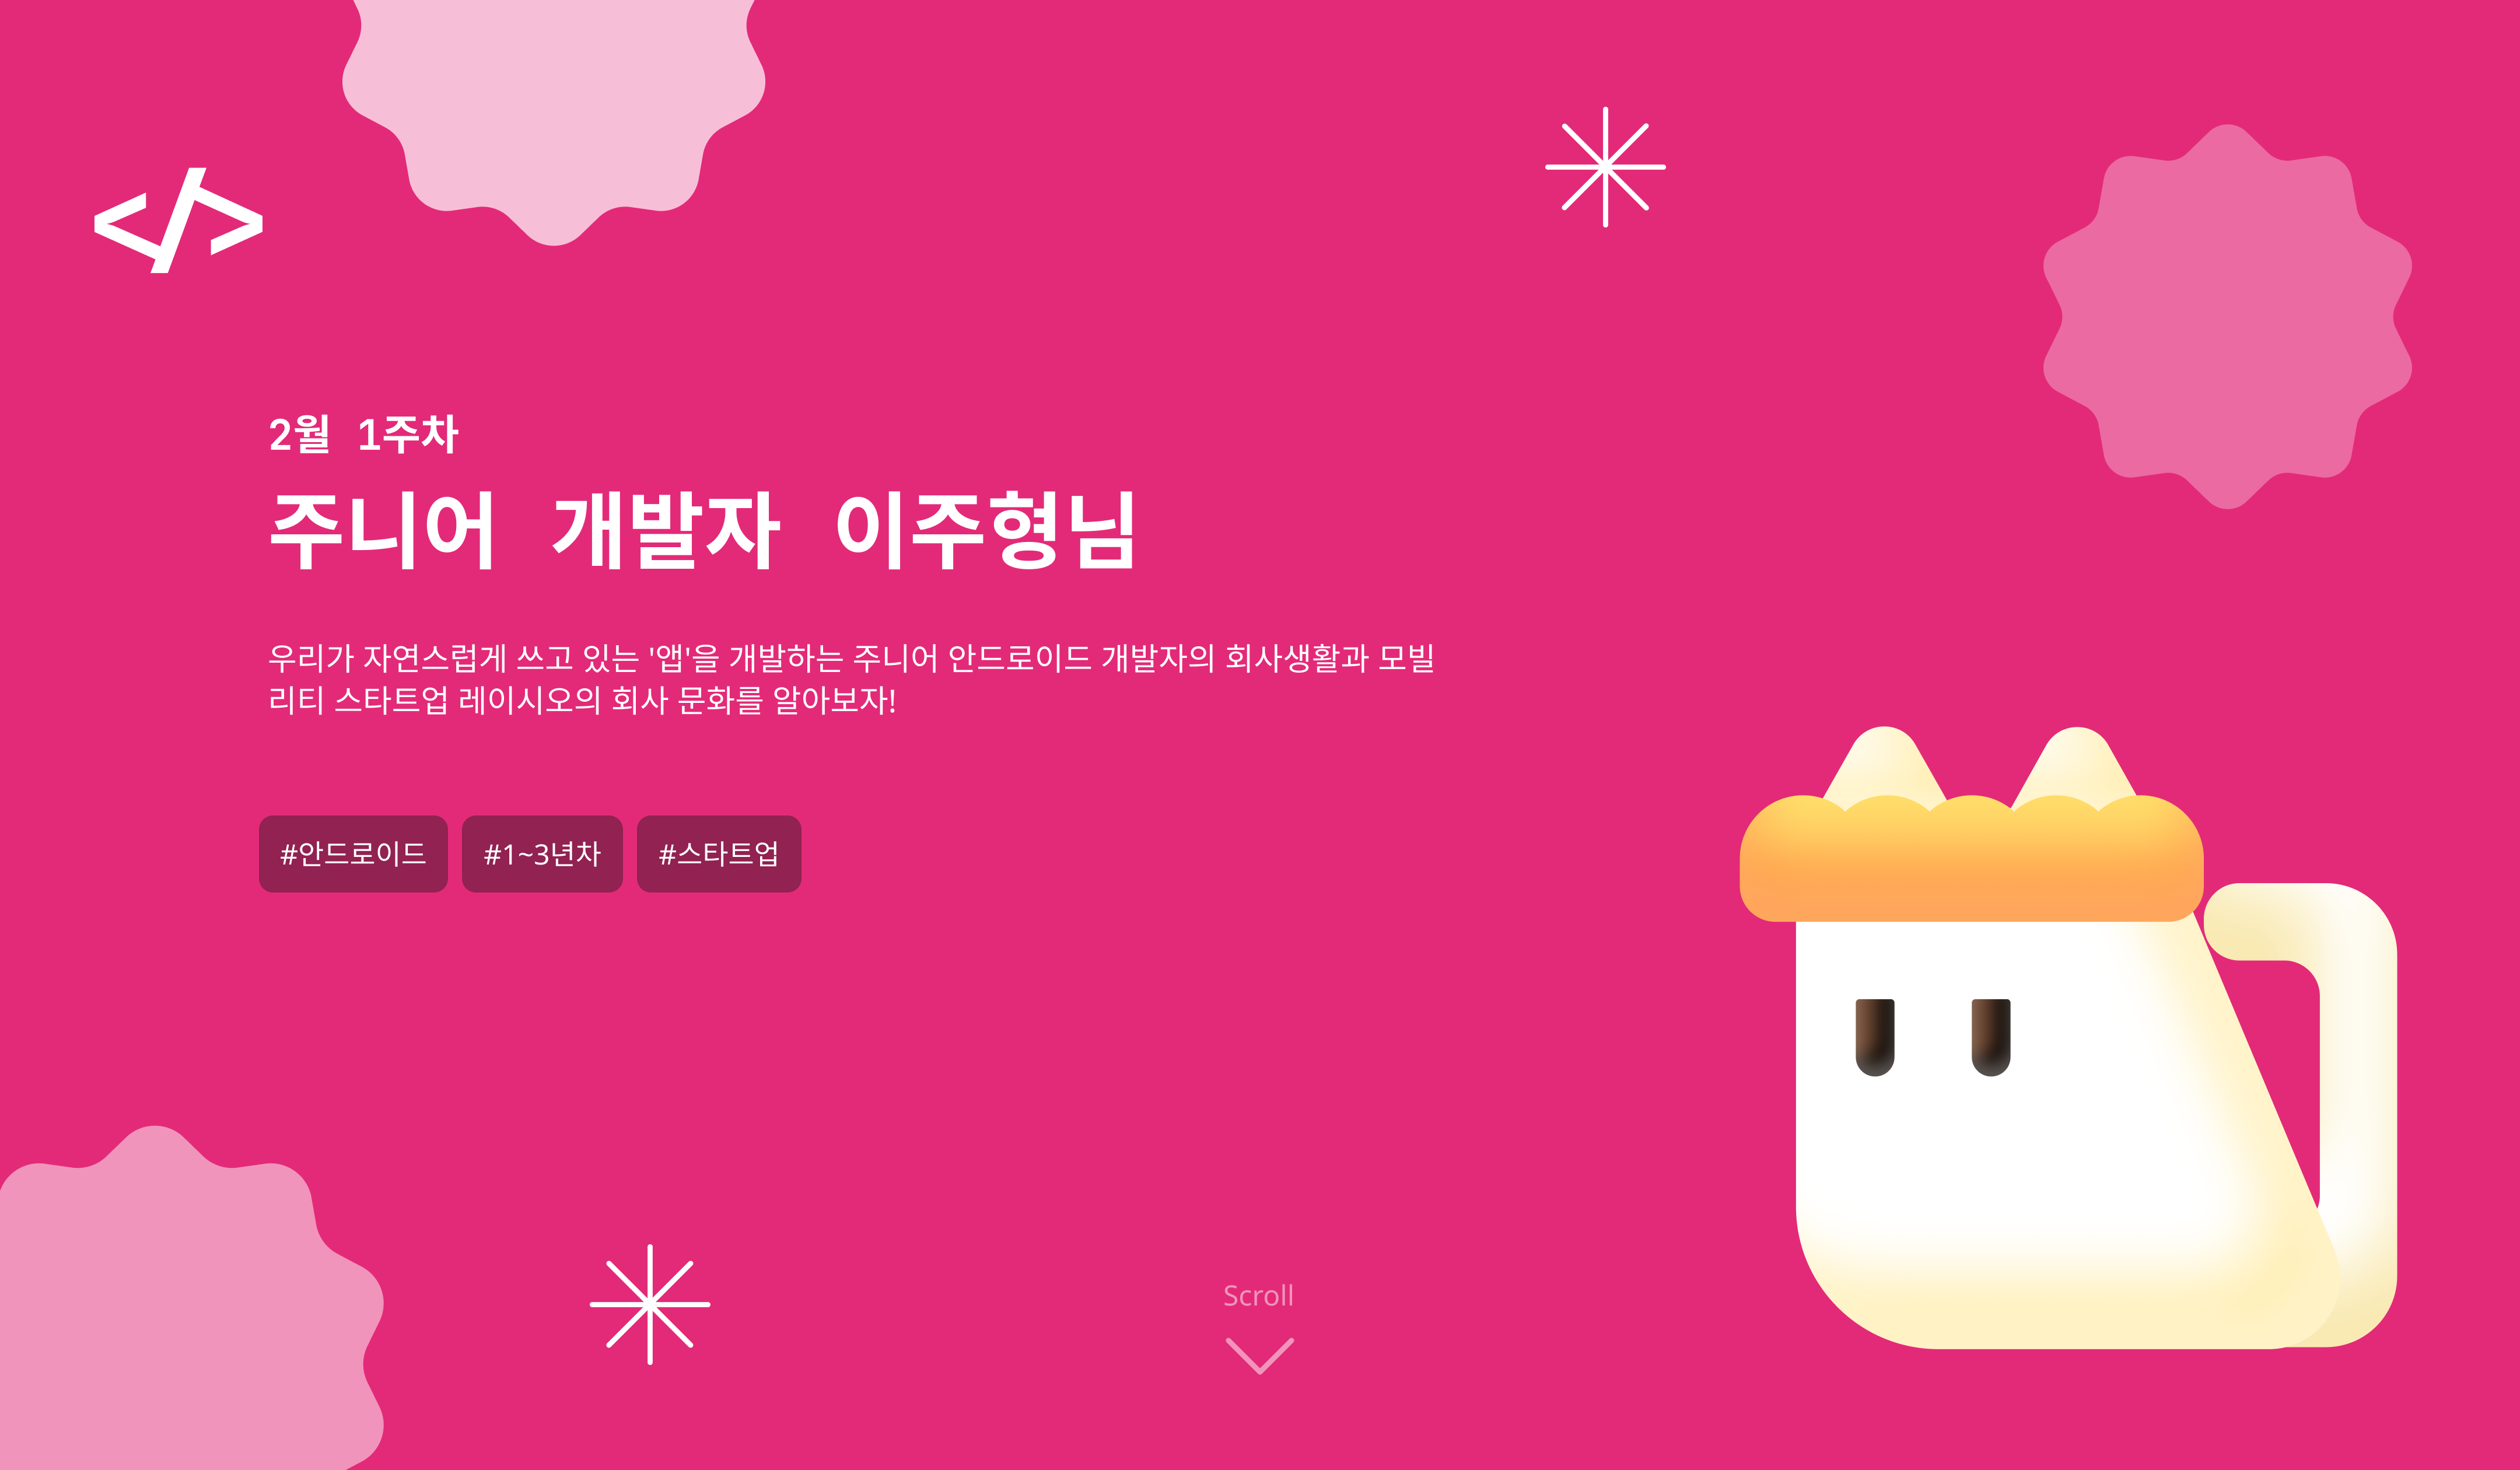 </>
2월 1주차
주니어 개발자 이주형님
우리가 자연스럽게 쓰고 있는 '앱'을 개발하는 주니어 안드로이드 개발자의 회사생활과 모빌
리티 스타트업 레이시오의 회사 문화를 알아보자!
#안드로이드 #1~3년차 #스타트업
Scroll